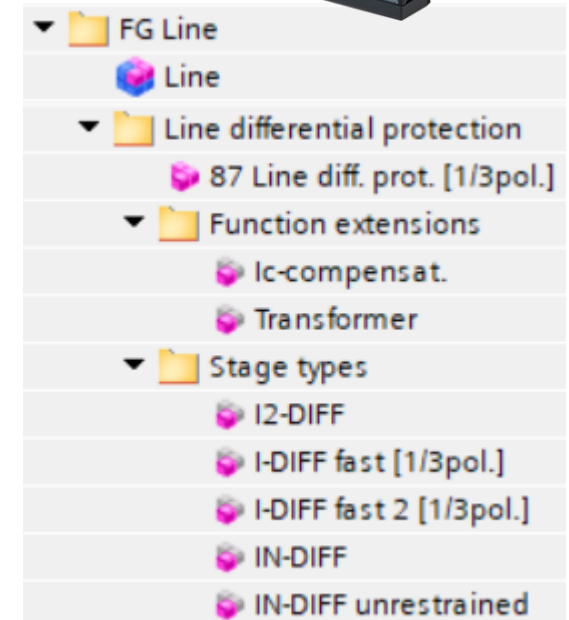 FG Line
Line
Line differential protection
87 Line diff. prot. [1/3pol.]
Function extensions
Ic-compensat.
Transformer
Stage types
I2-DIFF
I-DIFF fast [1/3pol.]
I-DIFF fast 2 [1/3pol.]
IN-DIFF
IN-DIFF unrestrained